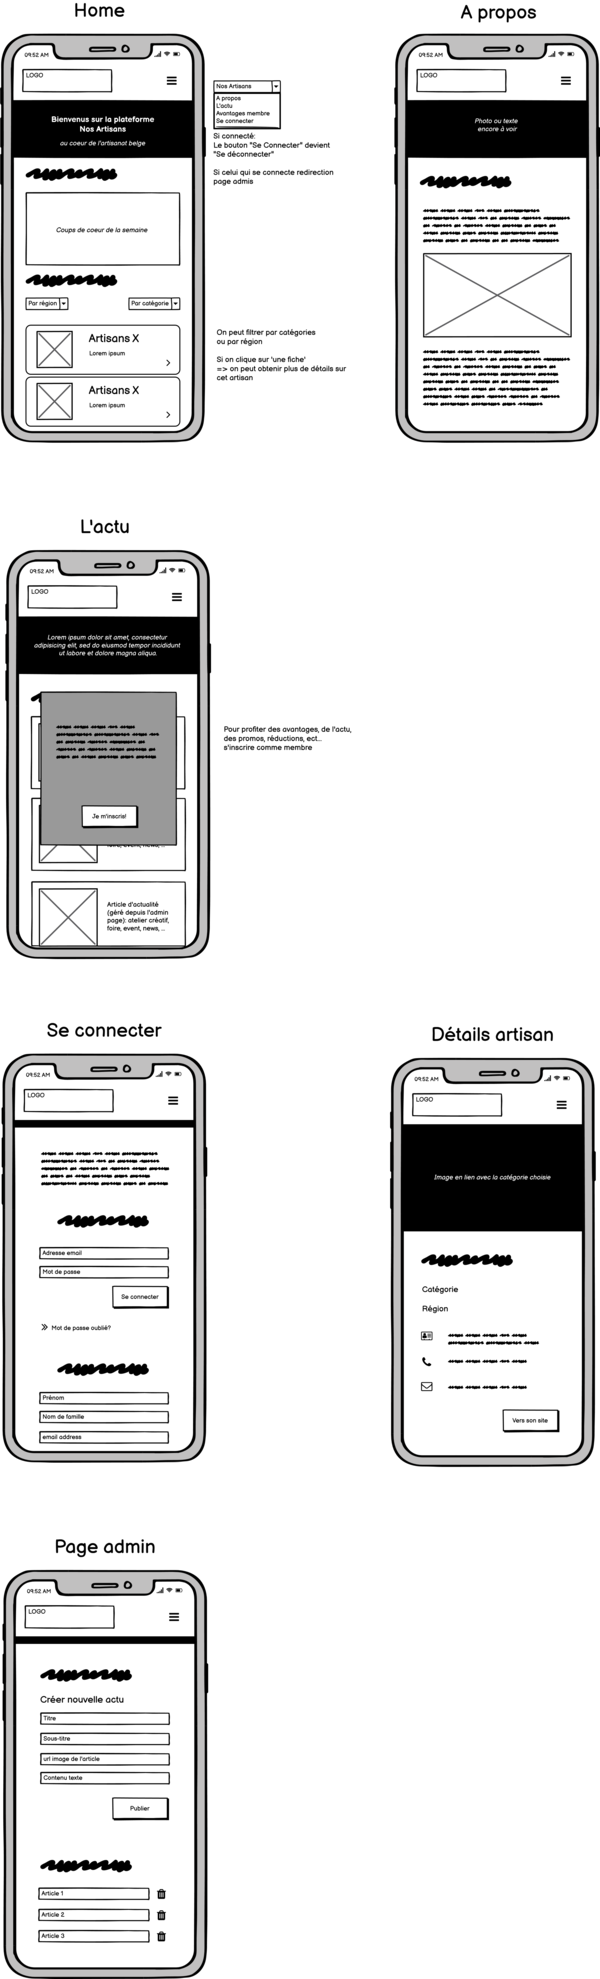 Home
09:52 AM
LOGO
Bienvenus sur la plateforme
Nos Artisans
au coeur de l'artisanat belge
Coups de coeur de la semaine
Par région
Par catégorie
Artisans X
Lorem ipsum
Artisans X
Lorem ipsum
Nos Artisans
A propos
L'actu
Avantages membre
Se connecter
Si connecté:
Le bouton "Se Connecter" devient
"Se déconnecter"
Si celui qui se connecte redirection
page admis
On peut filtrer par catégories
ou par région
Si on clique sur 'une fiche'
=> on peut obtenir plus de détails sur
cet artisan
A propos
09:52 AM
LOGO
Photo ou texte
encore à voir
L'actu
09:52 AM
LOGO
Lorem ipsum dolor sit amet, consectetur
adipisicing elit, sed do eiusmod tempor incididunt
ut labore et dolore magna aliqua.
Je m'inscris!
foire, event, news, ...
Article d'actualité
(géré depuis l'admin
page): atelier créatif,
foire, event, news, ...
Pour profiter des avantages, de l'actu,
des promos, réductions, ect...
s'inscrire comme membre
Se connecter
09:52 AM
LOGO
Adresse email
Mot de passe
Se connecter
Mot de passe oublié?
Prénom
Nom de famille
email address
Détails artisan
09:52 AM
LOGO
Image en lien avec la catégorie choisie
Catégorie
Région
Vers son site
Page admin
09:52 AM
LOGO
Créer nouvelle actu
Titre
Sous-titre
url image de l'article
Contenu texte
Publier
Article 1
Article 2
Article 3